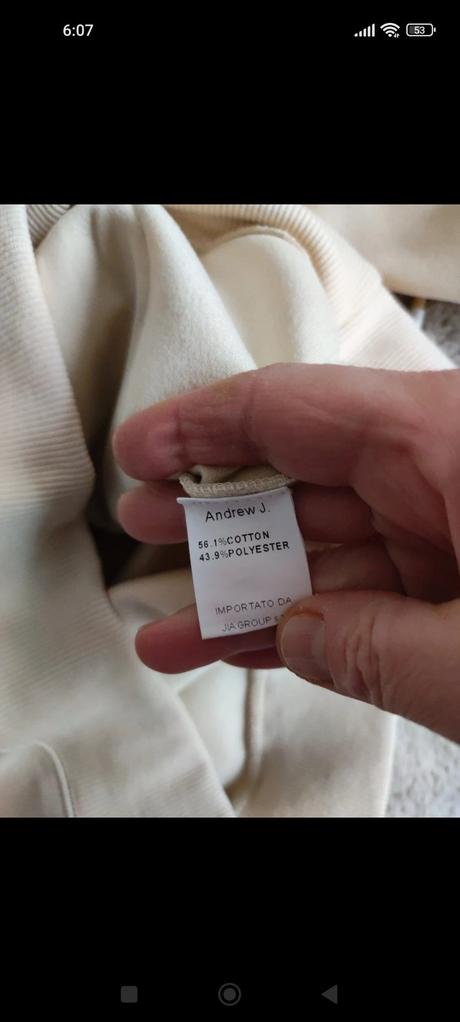 6:07
53
Andrew J.
56.1%COTTON
43.9%POLYESTER
IMPORTATO DA
JIA GROUP